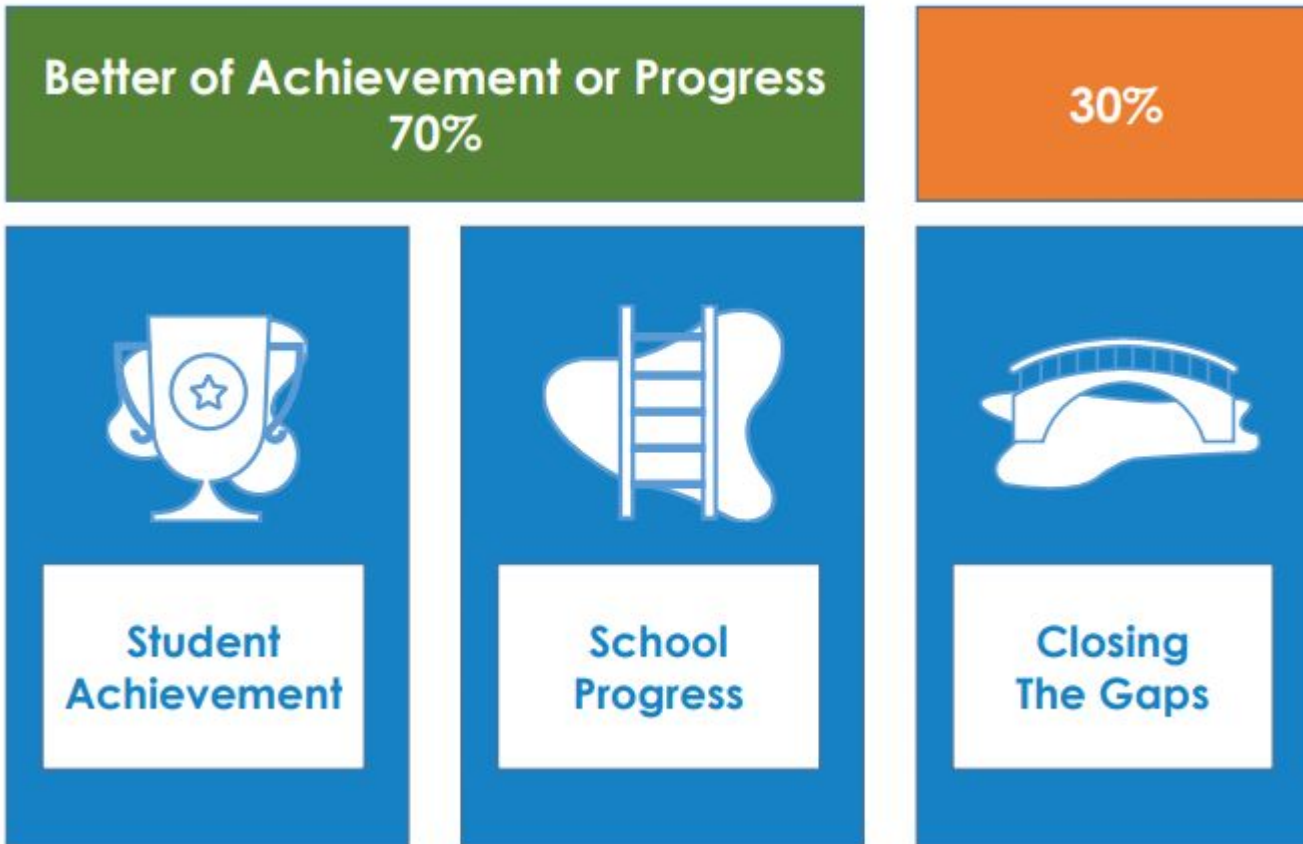 Better of Achievement or Progress
70%
30%
Student
Achievement
School
Progress
Closing
The Gaps